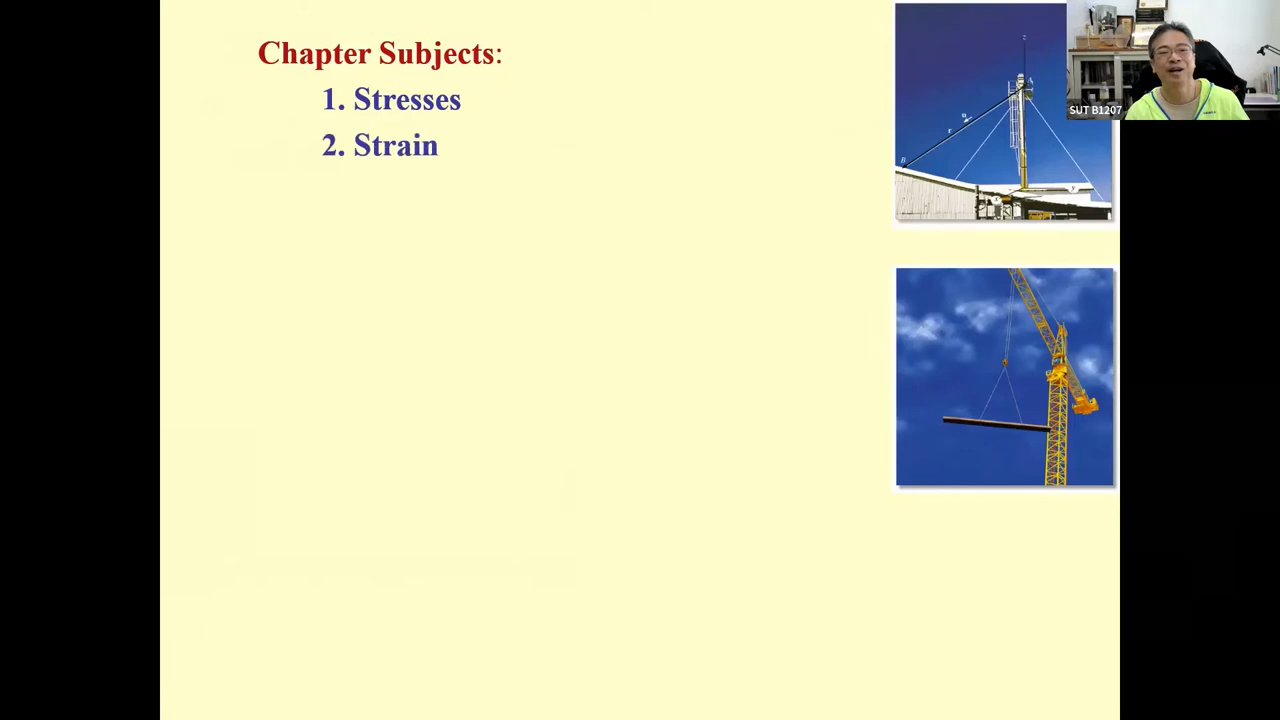 Chapter Subjects:
1. Stresses
2. Strain
z
A
u
r
B
x
y
SUT B1207